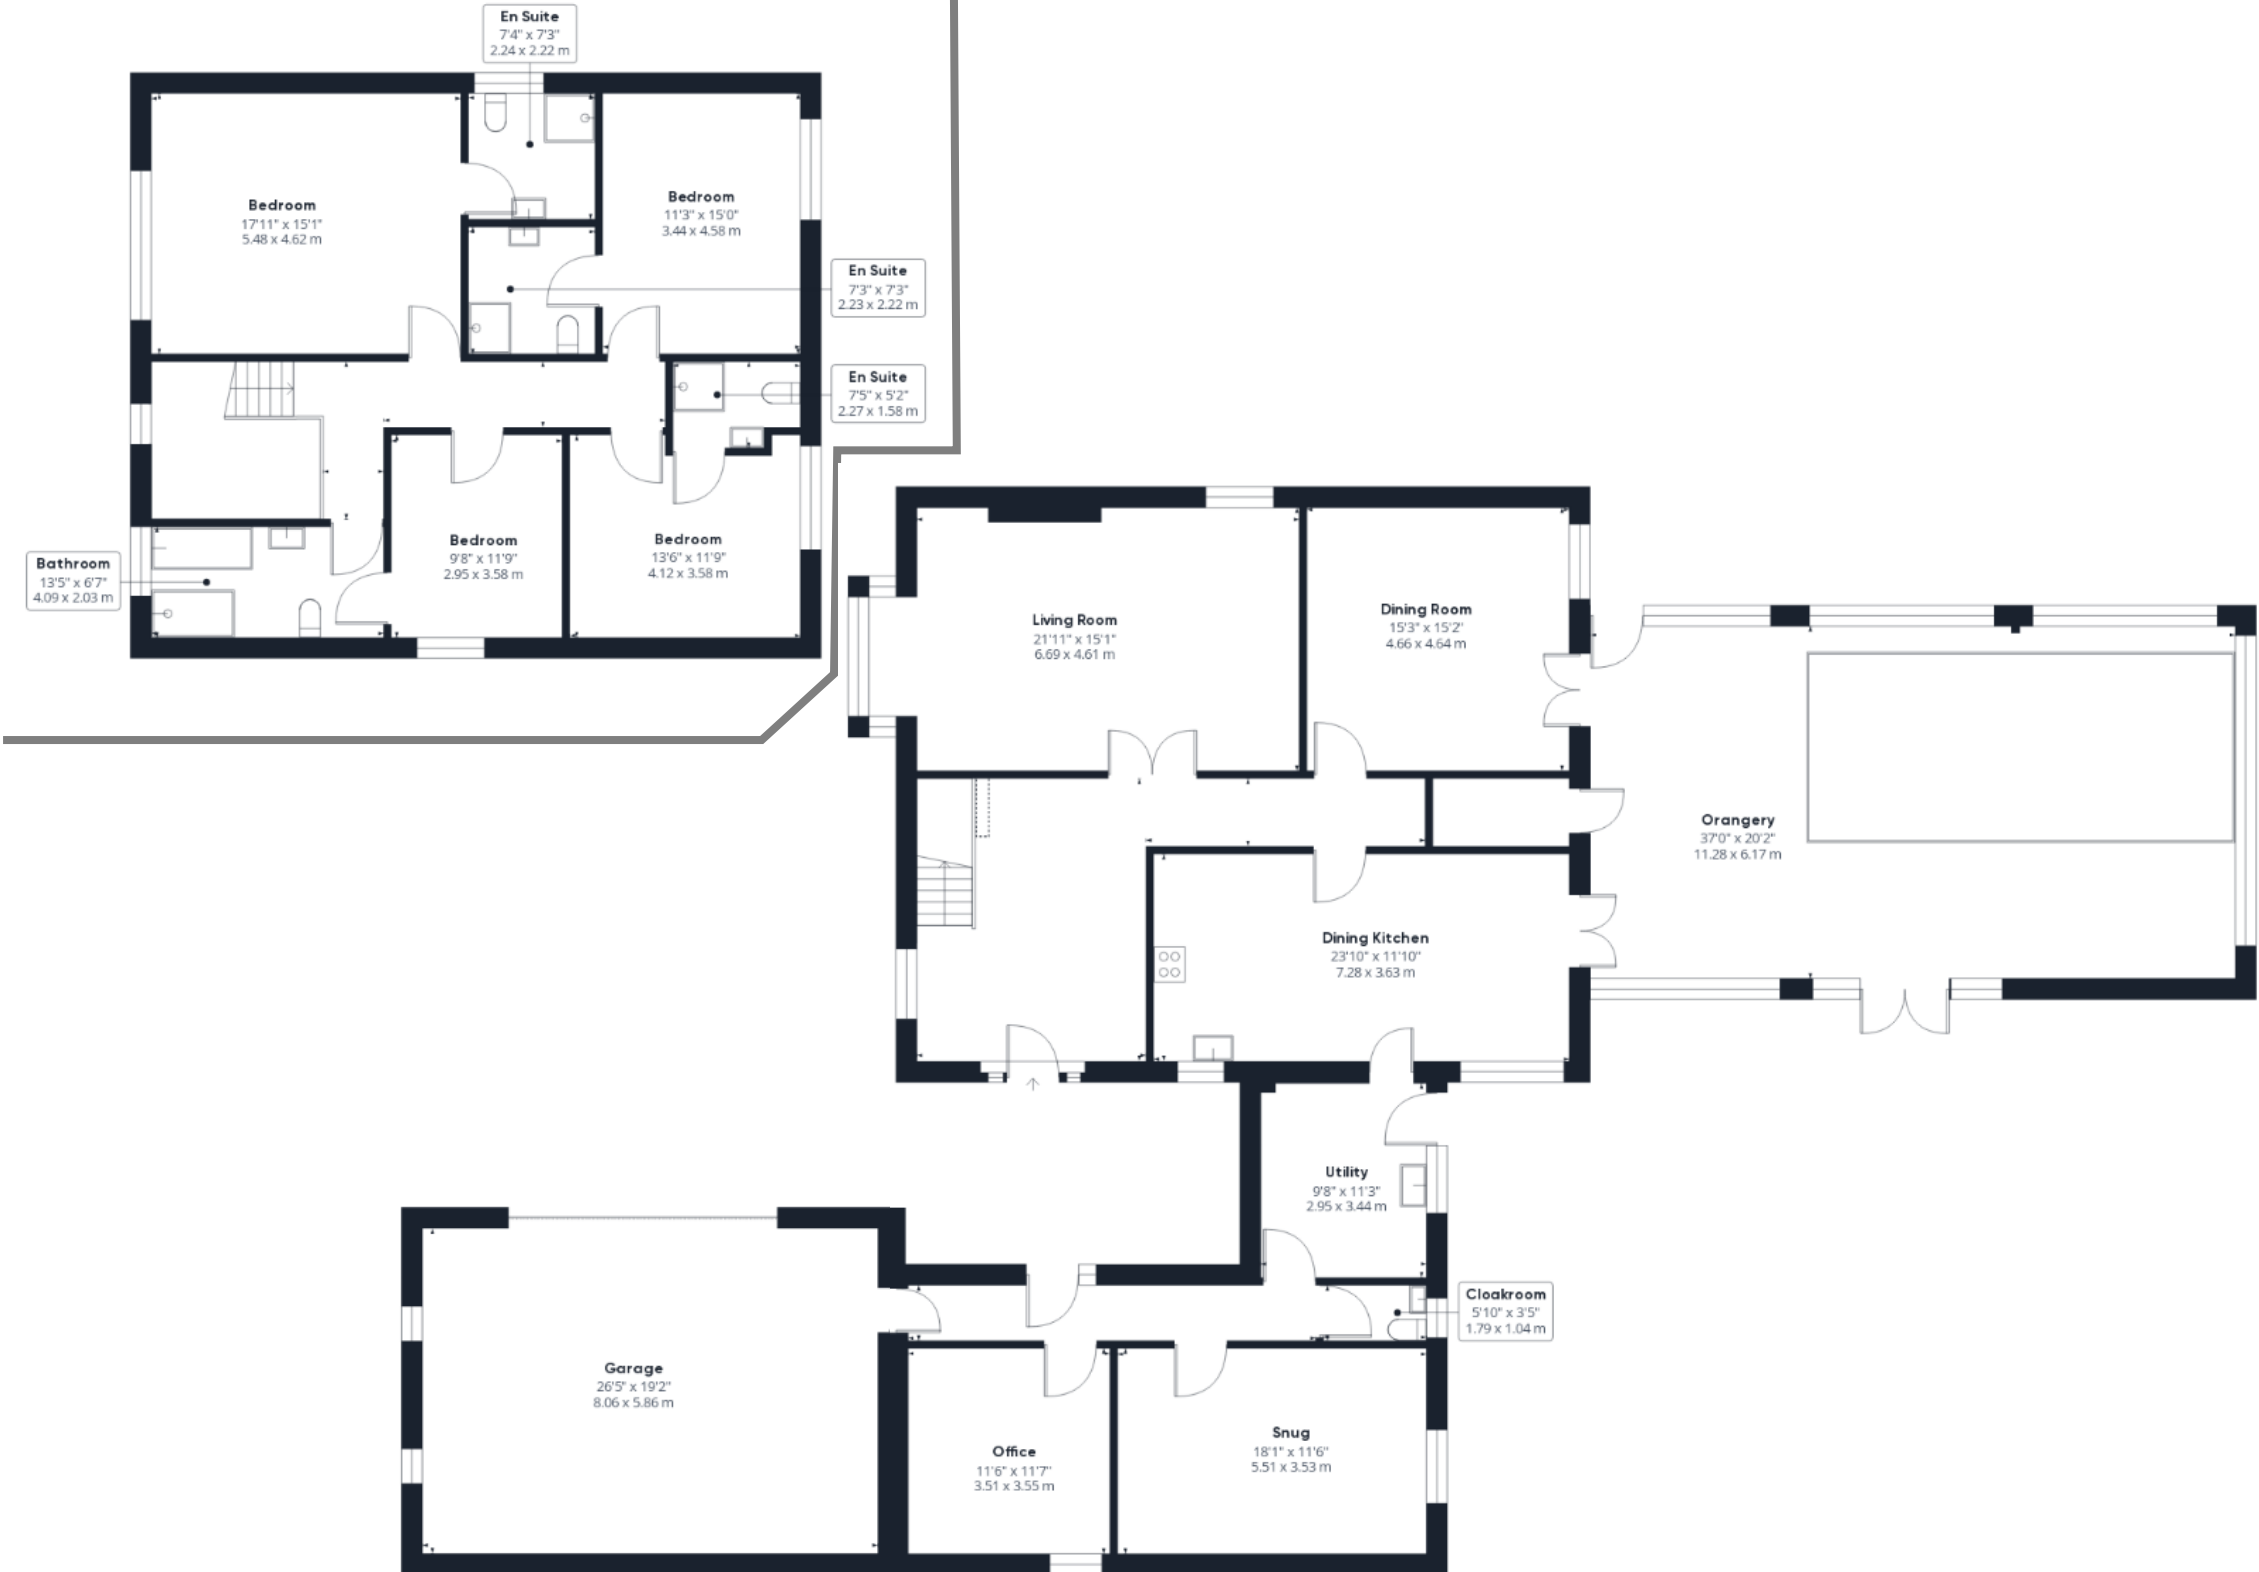 En Suite
7'4" x 7'3"
2.24 x 2.22 m
Bedroom
17'11" x 15'1"
5.48 x 4.62 m
Bedroom
11'3" x 15'0"
3.44 x 4.58 m
En Suite
7'3" x 7'3"
2.23 x 2.22 m
En Suite
7'5" x 5'2"
2.27 x 1.58 m
Bathroom
13'5" x 6'7"
4.09 x 2.03 m
Bedroom
9'8" x 11'9"
2.95 x 3.58 m
Bedroom
13'6" x 11'9"
4.12 x 3.58 m
Living Room
21'11" x 15'1"
6.69 x 4.61 m
Dining Room
15'3" x 15'2"
4.66 x 4.64 m
Orangery
37'0" x 20'2"
11.28 x 6.17 m
Dining Kitchen
23'10" x 11'10"
7.28 x 3.63 m
Utility
9'8" x 11'3"
2.95 x 3.44 m
Cloakroom
5'10" x 3'5"
1.79 x 1.04 m
Garage
26'5" x 19'2"
8.06 x 5.86 m
Office
11'6" x 11'7"
3.51 x 3.55 m
Snug
18'1" x 11'6"
5.51 x 3.53 m